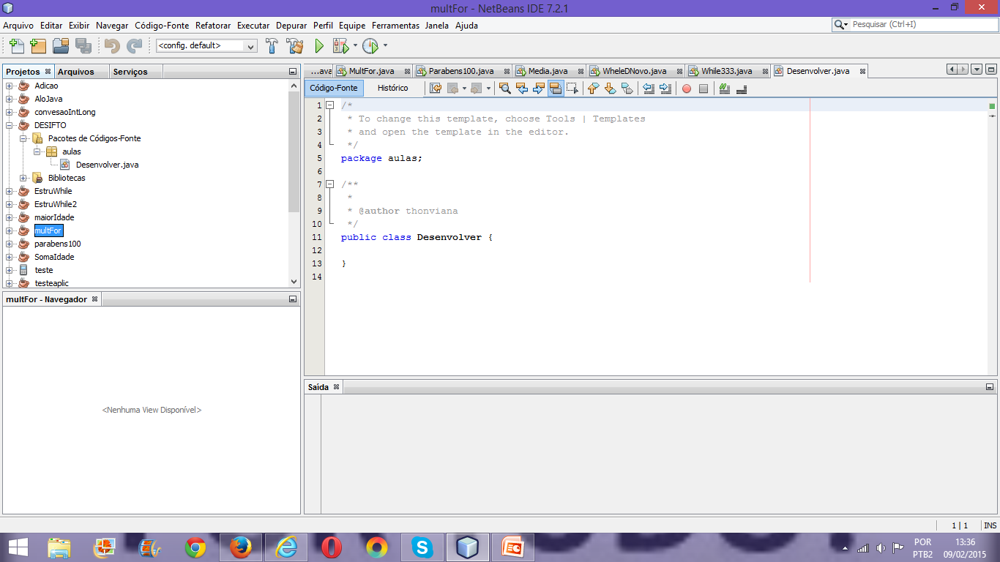 multFor - NetBeans IDE 7.2.1
Arquivo Editar Exibir Navegar Código-Fonte Refatorar Executar Depurar Perfil Equipe Ferramentas Janela Ajuda
Pesquisar (Ctrl+I)
<config. default>
Projetos Arquivos Serviços
Adicao
AloJava
convesaoIntLong
DESIFTO
Pacotes de Códigos-Fonte
aulas
Desenvolver.java
Bibliotecas
EstruWhile
EstruWhile2
maiorIdade
multFor
parabens100
SomaIdade
teste
testeaplic
multFor - Navegador
<Nenhuma View Disponível>
...ava MultFor.java Parabens100.java Media.java WheleDNovo.java While333.java Desenvolver.java
Código-Fonte Histórico
1 /*
2 * To change this template, choose Tools | Templates
3 * and open the template in the editor.
4 */
5 package aulas;
6
7 /**
8 *
9 * @author thonviana
10 */
11 public class Desenvolver {
12
13 }
14
Saída
1 | 1 INS
POR 13:36
PTB2 09/02/2015